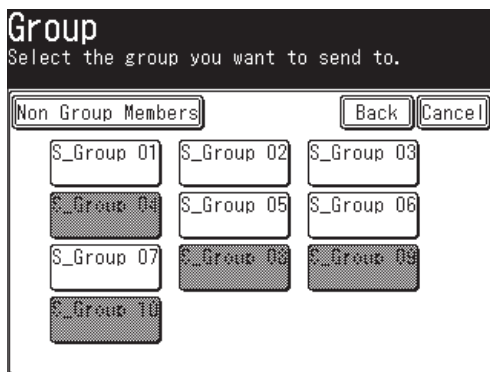 Group
Select the group you want to send to.
Non Group Members Back Cancel
S_Group 01 S_Group 02 S_Group 03
S_Group 04 S_Group 05 S_Group 06
S_Group 07 S_Group 08 S_Group 09
S_Group 10